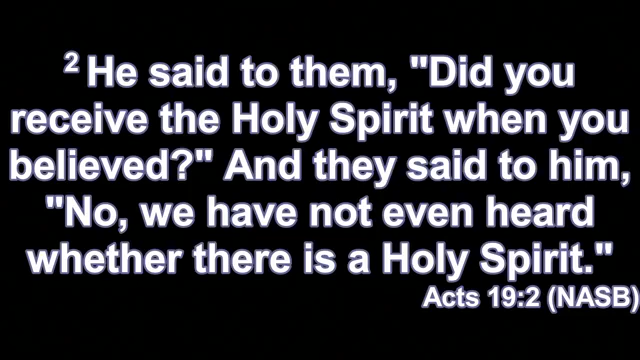 2 He said to them, "Did you
receive the Holy Spirit when you
believed?" And they said to him,
"No, we have not even heard
whether there is a Holy Spirit."
Acts 19:2 (NASB)